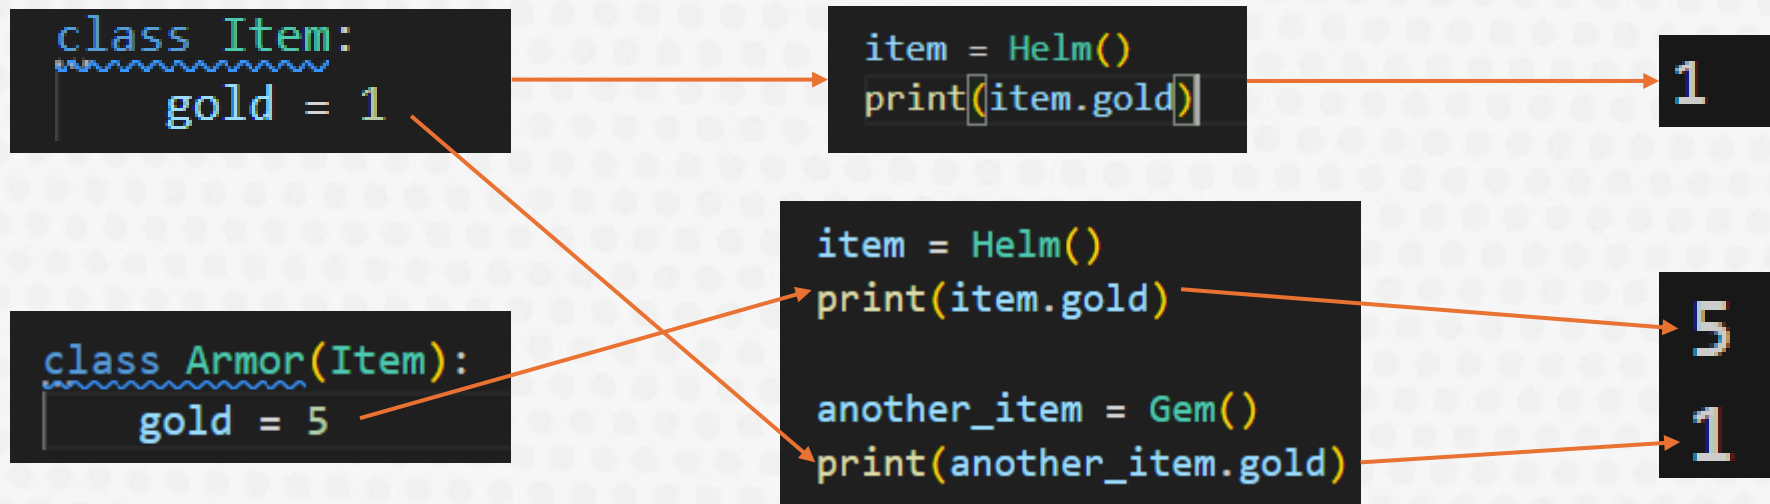 class Item:
    gold = 1
item = Helm()
print(item.gold)
1
class Armor(Item):
    gold = 5
item = Helm()
print(item.gold)
another_item = Gem()
print(another_item.gold)
5
1